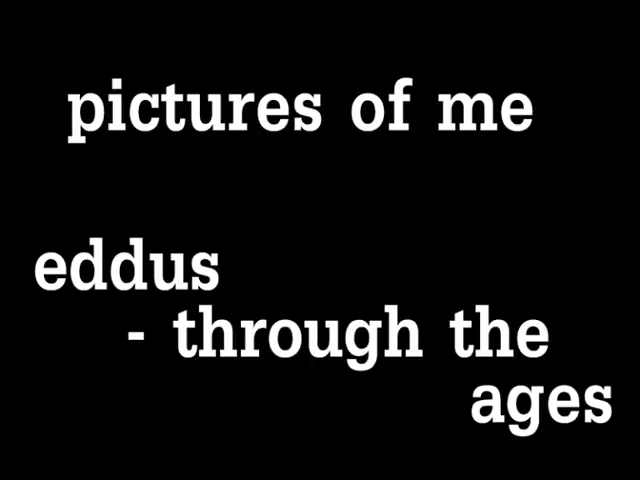 pictures of me
eddus
- through the
ages